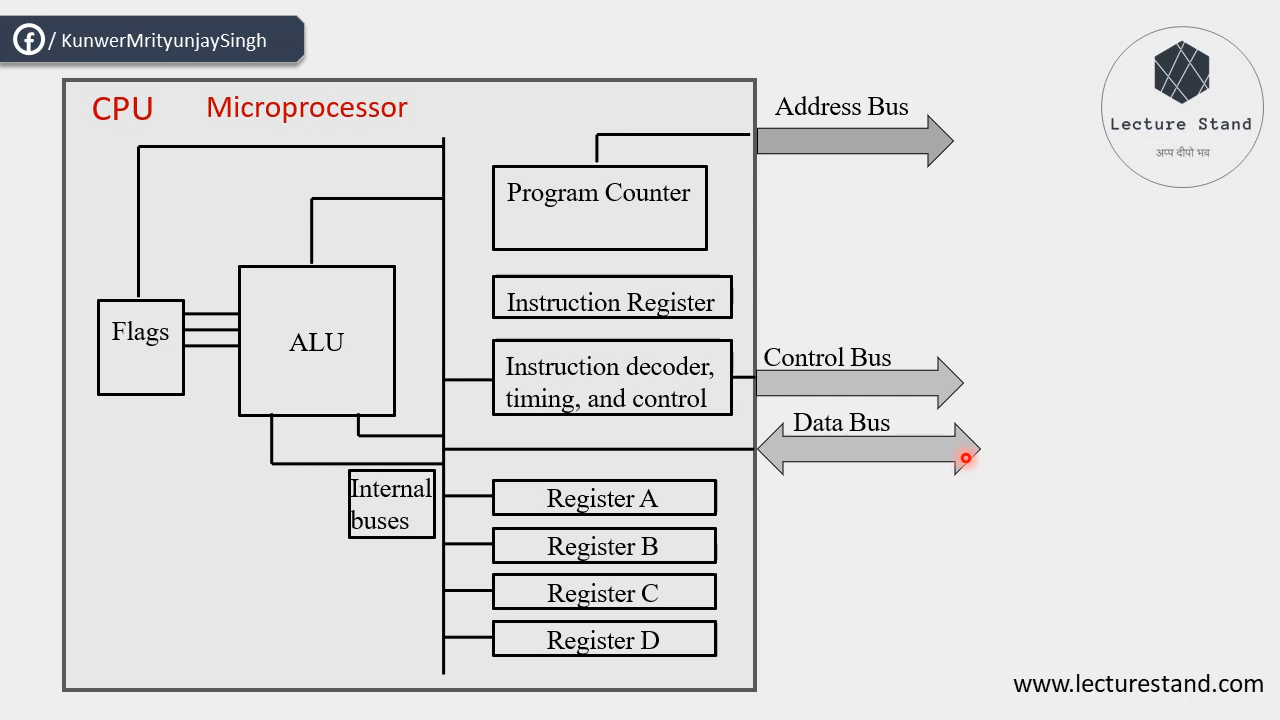 / KunwerMrityunjaySingh
CPU Microprocessor
Address Bus
Lecture Stand
अप्प दीपो भव
Program Counter
Instruction Register
Flags
ALU
Instruction decoder,
timing, and control
Control Bus
Data Bus
Internal
buses
Register A
Register B
Register C
Register D
www.lecturestand.com